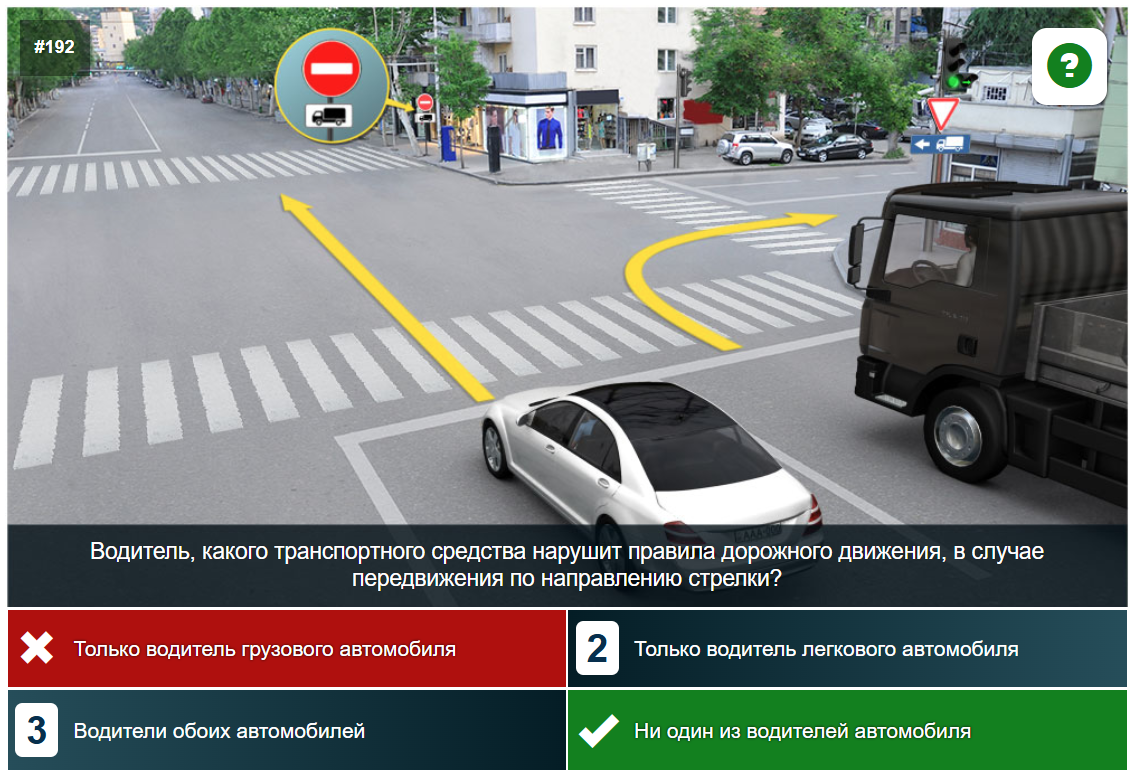 #192
?
Водитель, какого транспортного средства нарушит правила дорожного движения, в случае
передвижения по направлению стрелки?
Только водитель грузового автомобиля
2 Только водитель легкового автомобиля
3 Водители обоих автомобилей
Ни один из водителей автомобиля